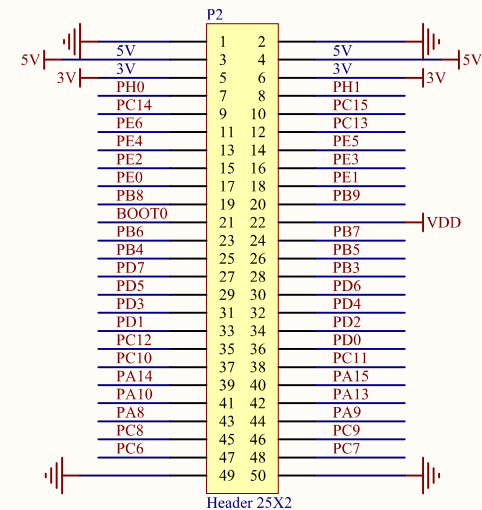 P2
1 2
5V 5V
5V 3 4 5V
3V 3V
3V 5 6 3V
PH0 7 8 PH1
PC14 9 10 PC15
PE6 11 12 PC13
PE4 13 14 PE5
PE2 15 16 PE3
PE0 17 18 PE1
PB8 19 20 PB9
BOOT0 21 22 VDD
PB6 23 24 PB7
PB4 25 26 PB5
PD7 27 28 PB3
PD5 29 30 PD6
PD3 31 32 PD4
PD1 33 34 PD2
PC12 35 36 PD0
PC10 37 38 PC11
PA14 39 40 PA15
PA10 41 42 PA13
PA8 43 44 PA9
PC8 45 46 PC9
PC6 47 48 PC7
49 50
Header 25X2